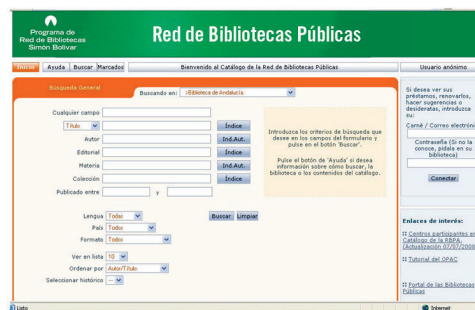 Programa de
Red de Bibliotecas
Simón Bolívar
Red de Bibliotecas Públicas
Inicio Ayuda Buscar Marcados Bienvenido al Catálogo de la Red de Bibliotecas Públicas Usuario anónimo
Búsqueda General
Buscando en: >Biblioteca de Andalucía
Cualquier campo
Título Índice
Autor Ind.Aut.
Editorial Índice
Materia Ind.Aut.
Colección Índice
Publicado entre y
Introduzca los criterios de búsqueda que
desee en los campos del formulario y
pulse en el botón 'Buscar'.
Pulse el botón de 'Ayuda' si desea
información sobre cómo buscar, la
biblioteca o los contenidos del catálogo.
Lengua Todas Buscar Limpiar
País Todos
Formato Todos
Ver en lista 10
Ordenar por Autor/Título
Seleccionar histórico --
Si desea ver sus
préstamos, renovarlos,
hacer sugerencias o
desideratas, introduzca
su:
Carné / Correo electróni
Contraseña (Si no la
conoce, pídala en su
biblioteca)
Conectar
Enlaces de interés:
Centros participantes en
Catálogo de la RBPA.
(Actualización 07/07/2008
Tutorial del OPAC
Portal de las Bibliotecas
Públicas
Listo Internet